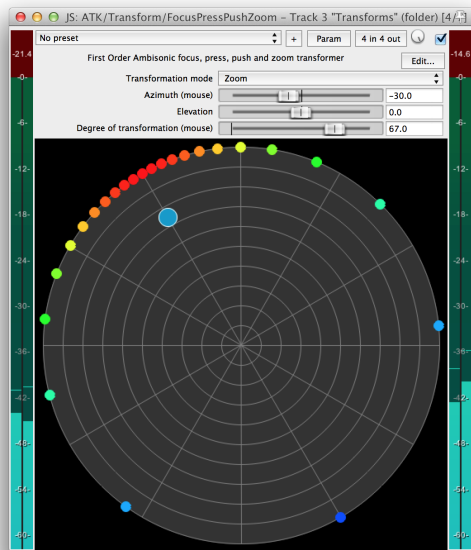 JS: ATK/Transform/FocusPressPushZoom - Track 3 "Transforms" (folder) [4/4]
-21.4
-14.6
No preset
+
Param
4 in 4 out
First Order Ambisonic focus, press, push and zoom transformer
Edit...
Transformation mode
Zoom
Azimuth (mouse)
-30.0
Elevation
0.0
Degree of transformation (mouse)
67.0
-0-
-0-
-6-
-6-
-12-
-12-
-18-
-18-
-24-
-24-
-30-
-30-
-36-
-36-
-42-
-42-
-48-
-48-
-54-
-54-
-60-
-60-